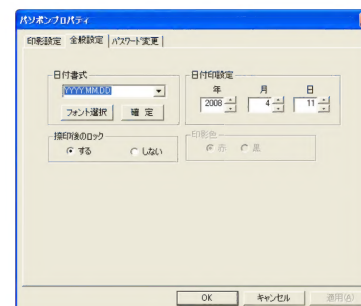 パソポンプロパティ
印影設定 全般設定 パスワード変更
日付書式
YYYY.MM.DD
フォント選択 確 定
日付印設定
年 月 日
2008 4 11
捺印後のロック
する しない
印影色
赤 黒
OK キャンセル 適用(A)